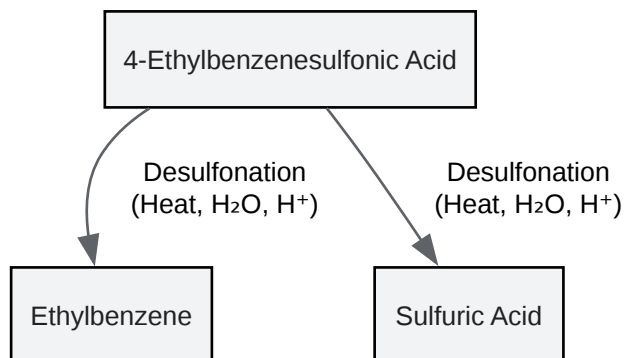 4-Ethylbenzenesulfonic Acid
Desulfonation
(Heat, H₂O, H⁺)
Desulfonation
(Heat, H₂O, H⁺)
Ethylbenzene
Sulfuric Acid